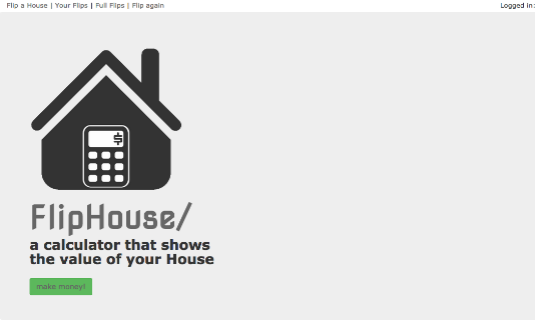 Flip a House | Your Flips | Full Flips | Flip again
Logged in:
$
FlipHouse/
a calculator that shows
the value of your House
make money!